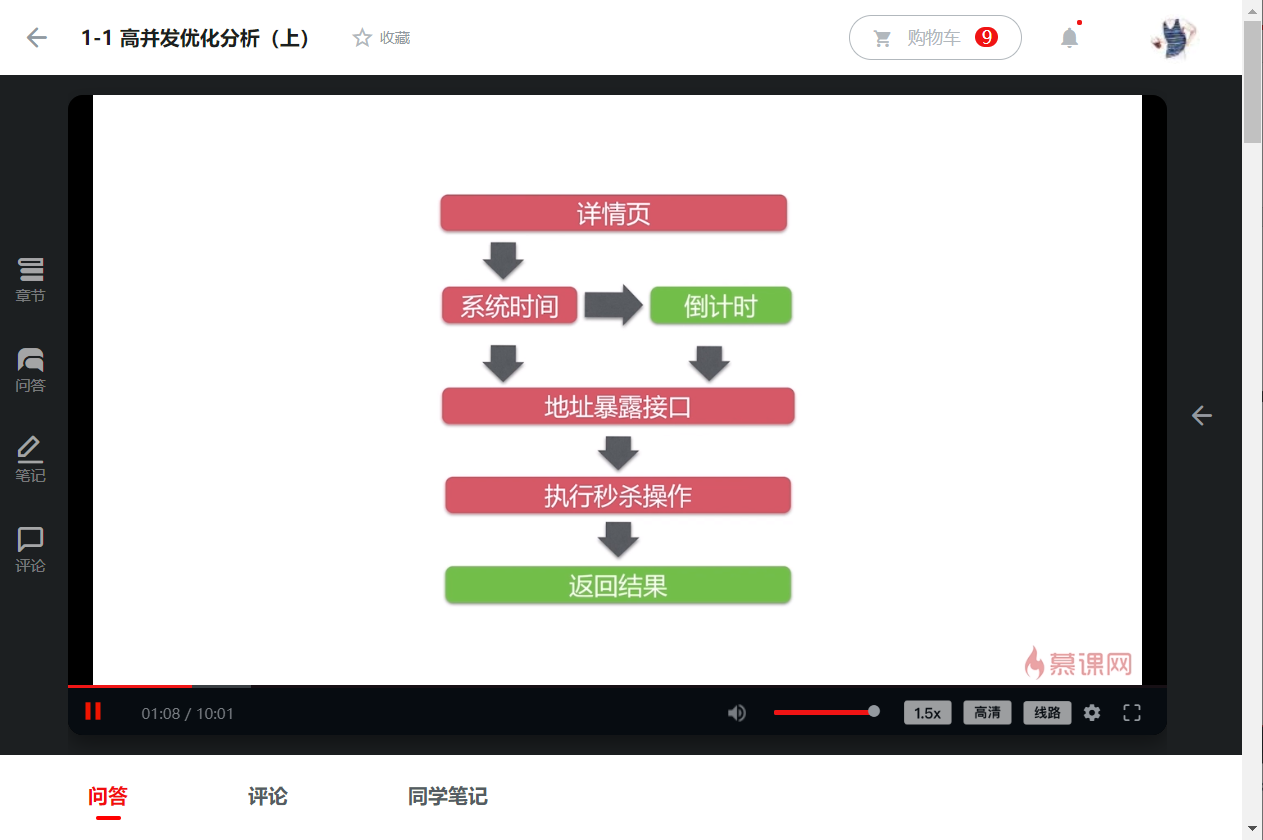 1-1 高并发优化分析（上）
收藏
购物车 9
章节
问答
笔记
评论
详情页
系统时间
倒计时
地址暴露接口
执行秒杀操作
返回结果
慕课网
01:08 / 10:01
1.5x
高清
线路
问答
评论
同学笔记